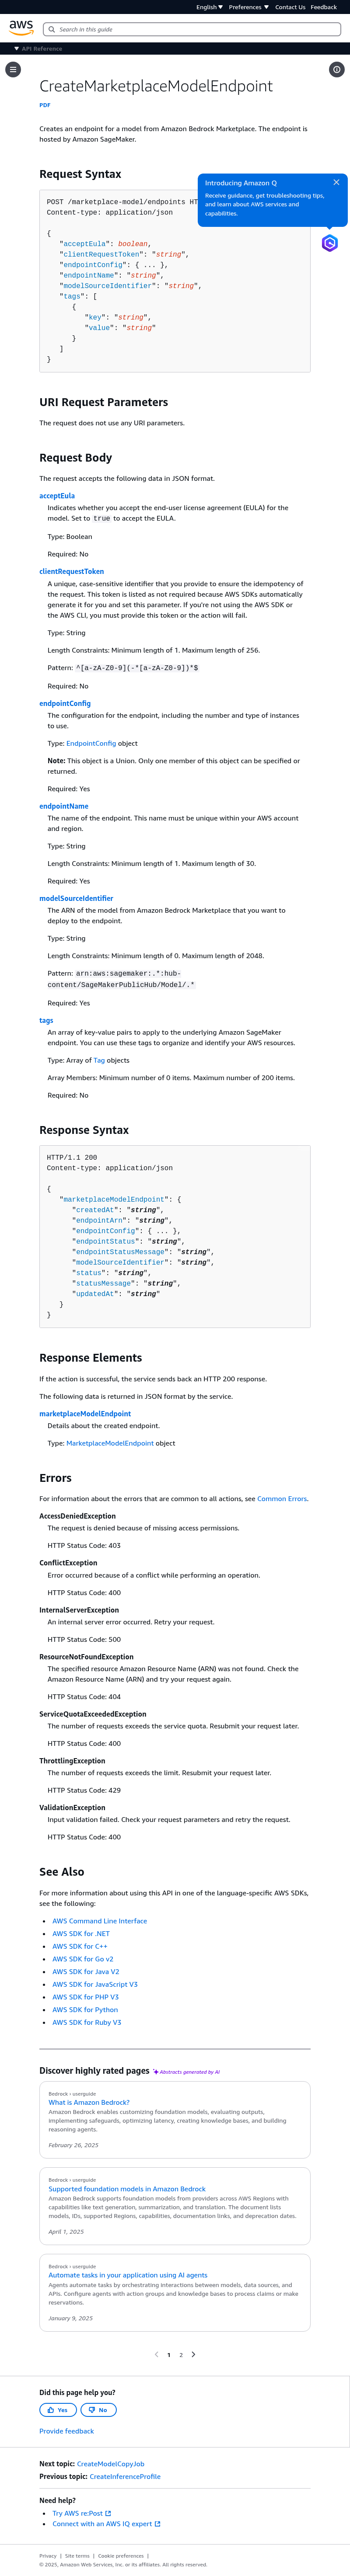 English Preferences Contact Us Feedback
aws Search in this guide
API Reference
CreateMarketplaceModelEndpoint
PDF
Creates an endpoint for a model from Amazon Bedrock Marketplace. The endpoint is
hosted by Amazon SageMaker.
Request Syntax
Introducing Amazon Q
Receive guidance, get troubleshooting tips,
and learn about AWS services and
capabilities.
POST /marketplace-model/endpoints
Content-type: application/json
{
"acceptEula": boolean,
"clientRequestToken": "string",
"endpointConfig": { ... },
"endpointName": "string",
"modelSourceIdentifier": "string",
"tags": [
{
"key": "string",
"value": "string"
}
]
}
URI Request Parameters
The request does not use any URI parameters.
Request Body
The request accepts the following data in JSON format.
acceptEula
Indicates whether you accept the end-user license agreement (EULA) for the
model. Set to true to accept the EULA.
Type: Boolean
Required: No
clientRequestToken
A unique, case-sensitive identifier that you provide to ensure the idempotency of
the request. This token is listed as not required because AWS SDKs automatically
generate it for you and set this parameter. If you're not using the AWS SDK or
the AWS CLI, you must provide this token or the action will fail.
Type: String
Length Constraints: Minimum length of 1. Maximum length of 256.
Pattern: ^[a-zA-Z0-9](-*[a-zA-Z0-9])*$
Required: No
endpointConfig
The configuration for the endpoint, including the number and type of instances
to use.
Type: EndpointConfig object
Note: This object is a Union. Only one member of this object can be specified or
returned.
Required: Yes
endpointName
The name of the endpoint. This name must be unique within your AWS account
and region.
Type: String
Length Constraints: Minimum length of 1. Maximum length of 30.
Required: Yes
modelSourceIdentifier
The ARN of the model from Amazon Bedrock Marketplace that you want to
deploy to the endpoint.
Type: String
Length Constraints: Minimum length of 0. Maximum length of 2048.
Pattern: arn:aws:sagemaker:.*:hub-
content/SageMakerPublicHub/Model/.*
Required: Yes
tags
An array of key-value pairs to apply to the underlying Amazon SageMaker
endpoint. You can use these tags to organize and identify your AWS resources.
Type: Array of Tag objects
Array Members: Minimum number of 0 items. Maximum number of 200 items.
Required: No
Response Syntax
HTTP/1.1 200
Content-type: application/json
{
"marketplaceModelEndpoint": {
"createdAt": "string",
"endpointArn": "string",
"endpointConfig": { ... },
"endpointStatus": "string",
"endpointStatusMessage": "string",
"modelSourceIdentifier": "string",
"status": "string",
"statusMessage": "string",
"updatedAt": "string"
}
}
Response Elements
If the action is successful, the service sends back an HTTP 200 response.
The following data is returned in JSON format by the service.
marketplaceModelEndpoint
Details about the created endpoint.
Type: MarketplaceModelEndpoint object
Errors
For information about the errors that are common to all actions, see Common Errors.
AccessDeniedException
The request is denied because of missing access permissions.
HTTP Status Code: 403
ConflictException
Error occurred because of a conflict while performing an operation.
HTTP Status Code: 400
InternalServerException
An internal server error occurred. Retry your request.
HTTP Status Code: 500
ResourceNotFoundException
The specified resource Amazon Resource Name (ARN) was not found. Check the
Amazon Resource Name (ARN) and try your request again.
HTTP Status Code: 404
ServiceQuotaExceededException
The number of requests exceeds the service quota. Resubmit your request later.
HTTP Status Code: 400
ThrottlingException
The number of requests exceeds the limit. Resubmit your request later.
HTTP Status Code: 429
ValidationException
Input validation failed. Check your request parameters and retry the request.
HTTP Status Code: 400
See Also
For more information about using this API in one of the language-specific AWS SDKs,
see the following:
AWS Command Line Interface
AWS SDK for .NET
AWS SDK for C++
AWS SDK for Go v2
AWS SDK for Java V2
AWS SDK for JavaScript V3
AWS SDK for PHP V3
AWS SDK for Python
AWS SDK for Ruby V3
Discover highly rated pages Abstracts generated by AI
Bedrock › userguide
What is Amazon Bedrock?
Amazon Bedrock enables customizing foundation models, evaluating outputs,
implementing safeguards, optimizing latency, creating knowledge bases, and building
reasoning agents.
February 26, 2025
Bedrock › userguide
Supported foundation models in Amazon Bedrock
Amazon Bedrock supports foundation models from providers across AWS Regions with
capabilities like text generation, summarization, and translation. The document lists
models, IDs, supported Regions, capabilities, documentation links, and deprecation dates.
April 1, 2025
Bedrock › userguide
Automate tasks in your application using AI agents
Agents automate tasks by orchestrating interactions between models, data sources, and
APIs. Configure agents with action groups and knowledge bases to process claims or make
reservations.
January 9, 2025
1 2
Did this page help you?
Yes No
Provide feedback
Next topic: CreateModelCopyJob
Previous topic: CreateInferenceProfile
Need help?
Try AWS re:Post
Connect with an AWS IQ expert
Privacy | Site terms | Cookie preferences |
© 2025, Amazon Web Services, Inc. or its affiliates. All rights reserved.